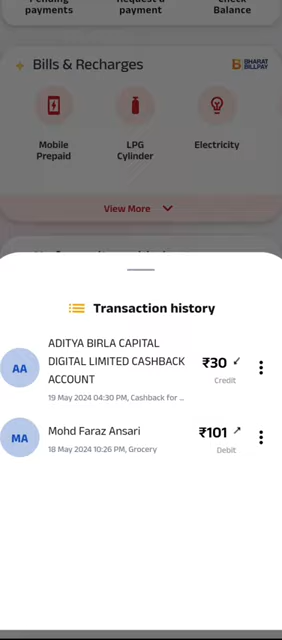 Pending
payments
Request a
payment
Check
Balance
Bills & Recharges
BHARAT
BILLPAY
Mobile
Prepaid
LPG
Cylinder
Electricity
View More
Transaction history
AA
ADITYA BIRLA CAPITAL
DIGITAL LIMITED CASHBACK
ACCOUNT
19 May 2024 04:30 PM, Cashback for ...
₹30
Credit
MA
Mohd Faraz Ansari
18 May 2024 10:26 PM, Grocery
₹101
Debit